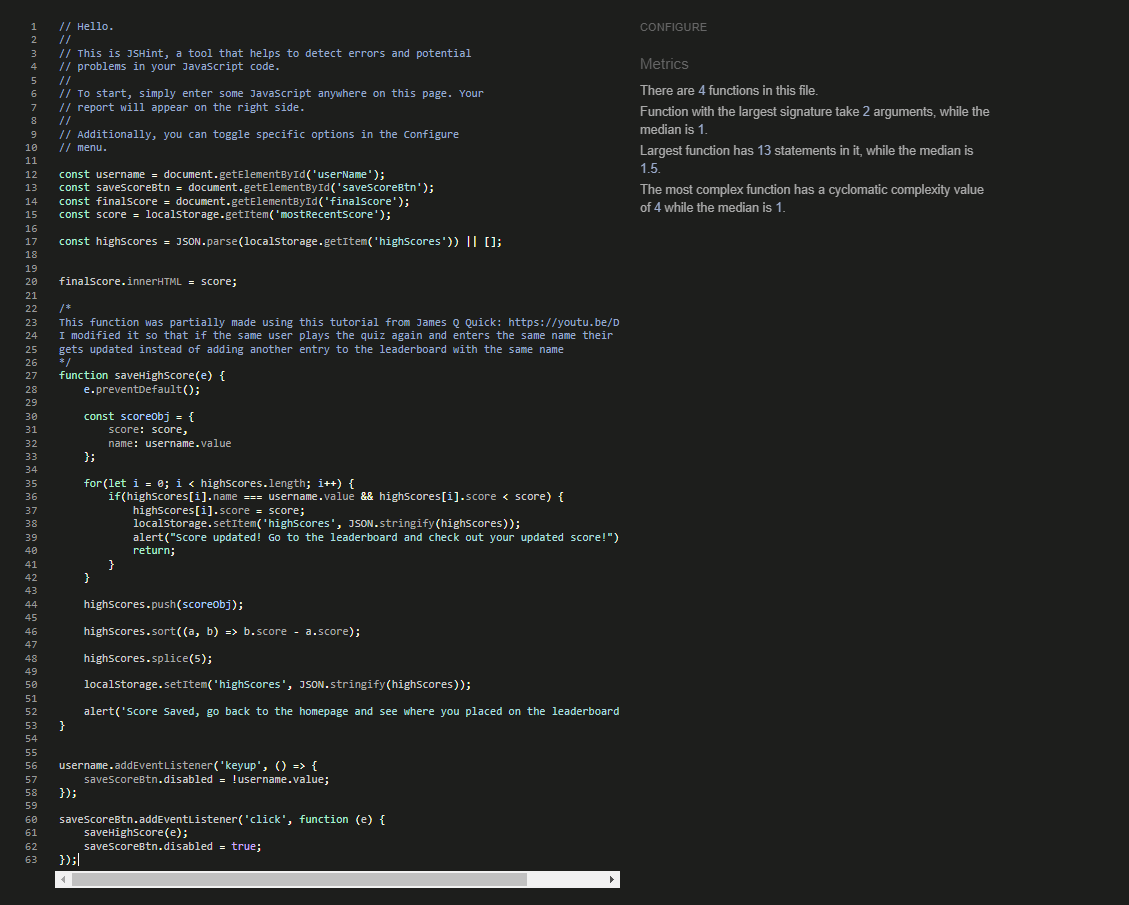 1 // Hello.
2 //
3 // This is JSHint, a tool that helps to detect errors and potential
4 // problems in your JavaScript code.
5 //
6 // To start, simply enter some JavaScript anywhere on this page. Your
7 // report will appear on the right side.
8 //
9 // Additionally, you can toggle specific options in the Configure
10 // menu.
11
12 const username = document.getElementById('userName');
13 const saveScoreBtn = document.getElementById('saveScoreBtn');
14 const finalScore = document.getElementById('finalScore');
15 const score = localStorage.getItem('mostRecentScore');
16
17 const highScores = JSON.parse(localStorage.getItem('highScores')) || [];
18
19
20 finalScore.innerHTML = score;
21
22 /*
23 This function was partially made using this tutorial from James Q Quick: https://youtu.be/D
24 I modified it so that if the same user plays the quiz again and enters the same name their
25 gets updated instead of adding another entry to the leaderboard with the same name
26 */
27 function saveHighScore(e) {
28     e.preventDefault();
29
30     const scoreObj = {
31         score: score,
32         name: username.value
33     };
34
35     for(let i = 0; i < highScores.length; i++) {
36         if(highScores[i].name === username.value && highScores[i].score < score) {
37             highScores[i].score = score;
38             localStorage.setItem('highScores', JSON.stringify(highScores));
39             alert("Score updated! Go to the leaderboard and check out your updated score!")
40             return;
41         }
42     }
43
44     highScores.push(scoreObj);
45
46     highScores.sort((a, b) => b.score - a.score);
47
48     highScores.splice(5);
49
50     localStorage.setItem('highScores', JSON.stringify(highScores));
51
52     alert('Score Saved, go back to the homepage and see where you placed on the leaderboard
53 }
54
55
56 username.addEventListener('keyup', () => {
57     saveScoreBtn.disabled = !username.value;
58 });
59
60 saveScoreBtn.addEventListener('click', function (e) {
61     saveHighScore(e);
62     saveScoreBtn.disabled = true;
63 });
CONFIGURE
Metrics
There are 4 functions in this file.
Function with the largest signature take 2 arguments, while the
median is 1.
Largest function has 13 statements in it, while the median is
1.5.
The most complex function has a cyclomatic complexity value
of 4 while the median is 1.